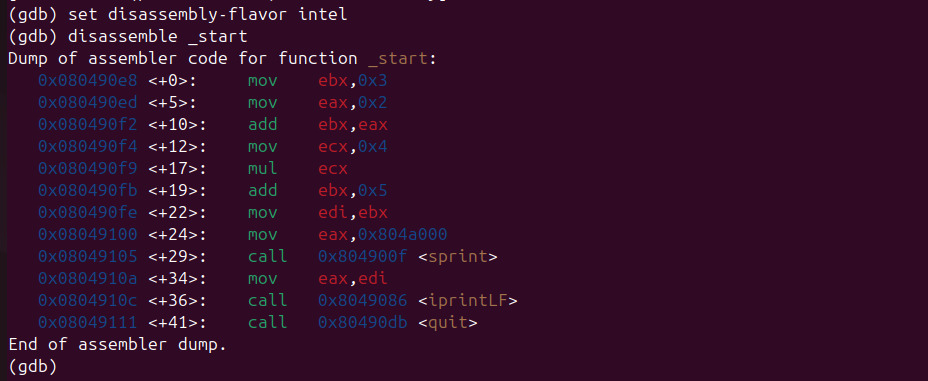 (gdb) set disassembly-flavor intel
(gdb) disassemble _start
Dump of assembler code for function _start:
   0x080490e8 <+0>:	mov    ebx,0x3
   0x080490ed <+5>:	mov    eax,0x2
   0x080490f2 <+10>:	add    ebx,eax
   0x080490f4 <+12>:	mov    ecx,0x4
   0x080490f9 <+17>:	mul    ecx
   0x080490fb <+19>:	add    ebx,0x5
   0x080490fe <+22>:	mov    edi,ebx
   0x08049100 <+24>:	mov    eax,0x804a000
   0x08049105 <+29>:	call   0x804900f <sprint>
   0x0804910a <+34>:	mov    eax,edi
   0x0804910c <+36>:	call   0x8049086 <iprintLF>
   0x08049111 <+41>:	call   0x80490db <quit>
End of assembler dump.
(gdb)